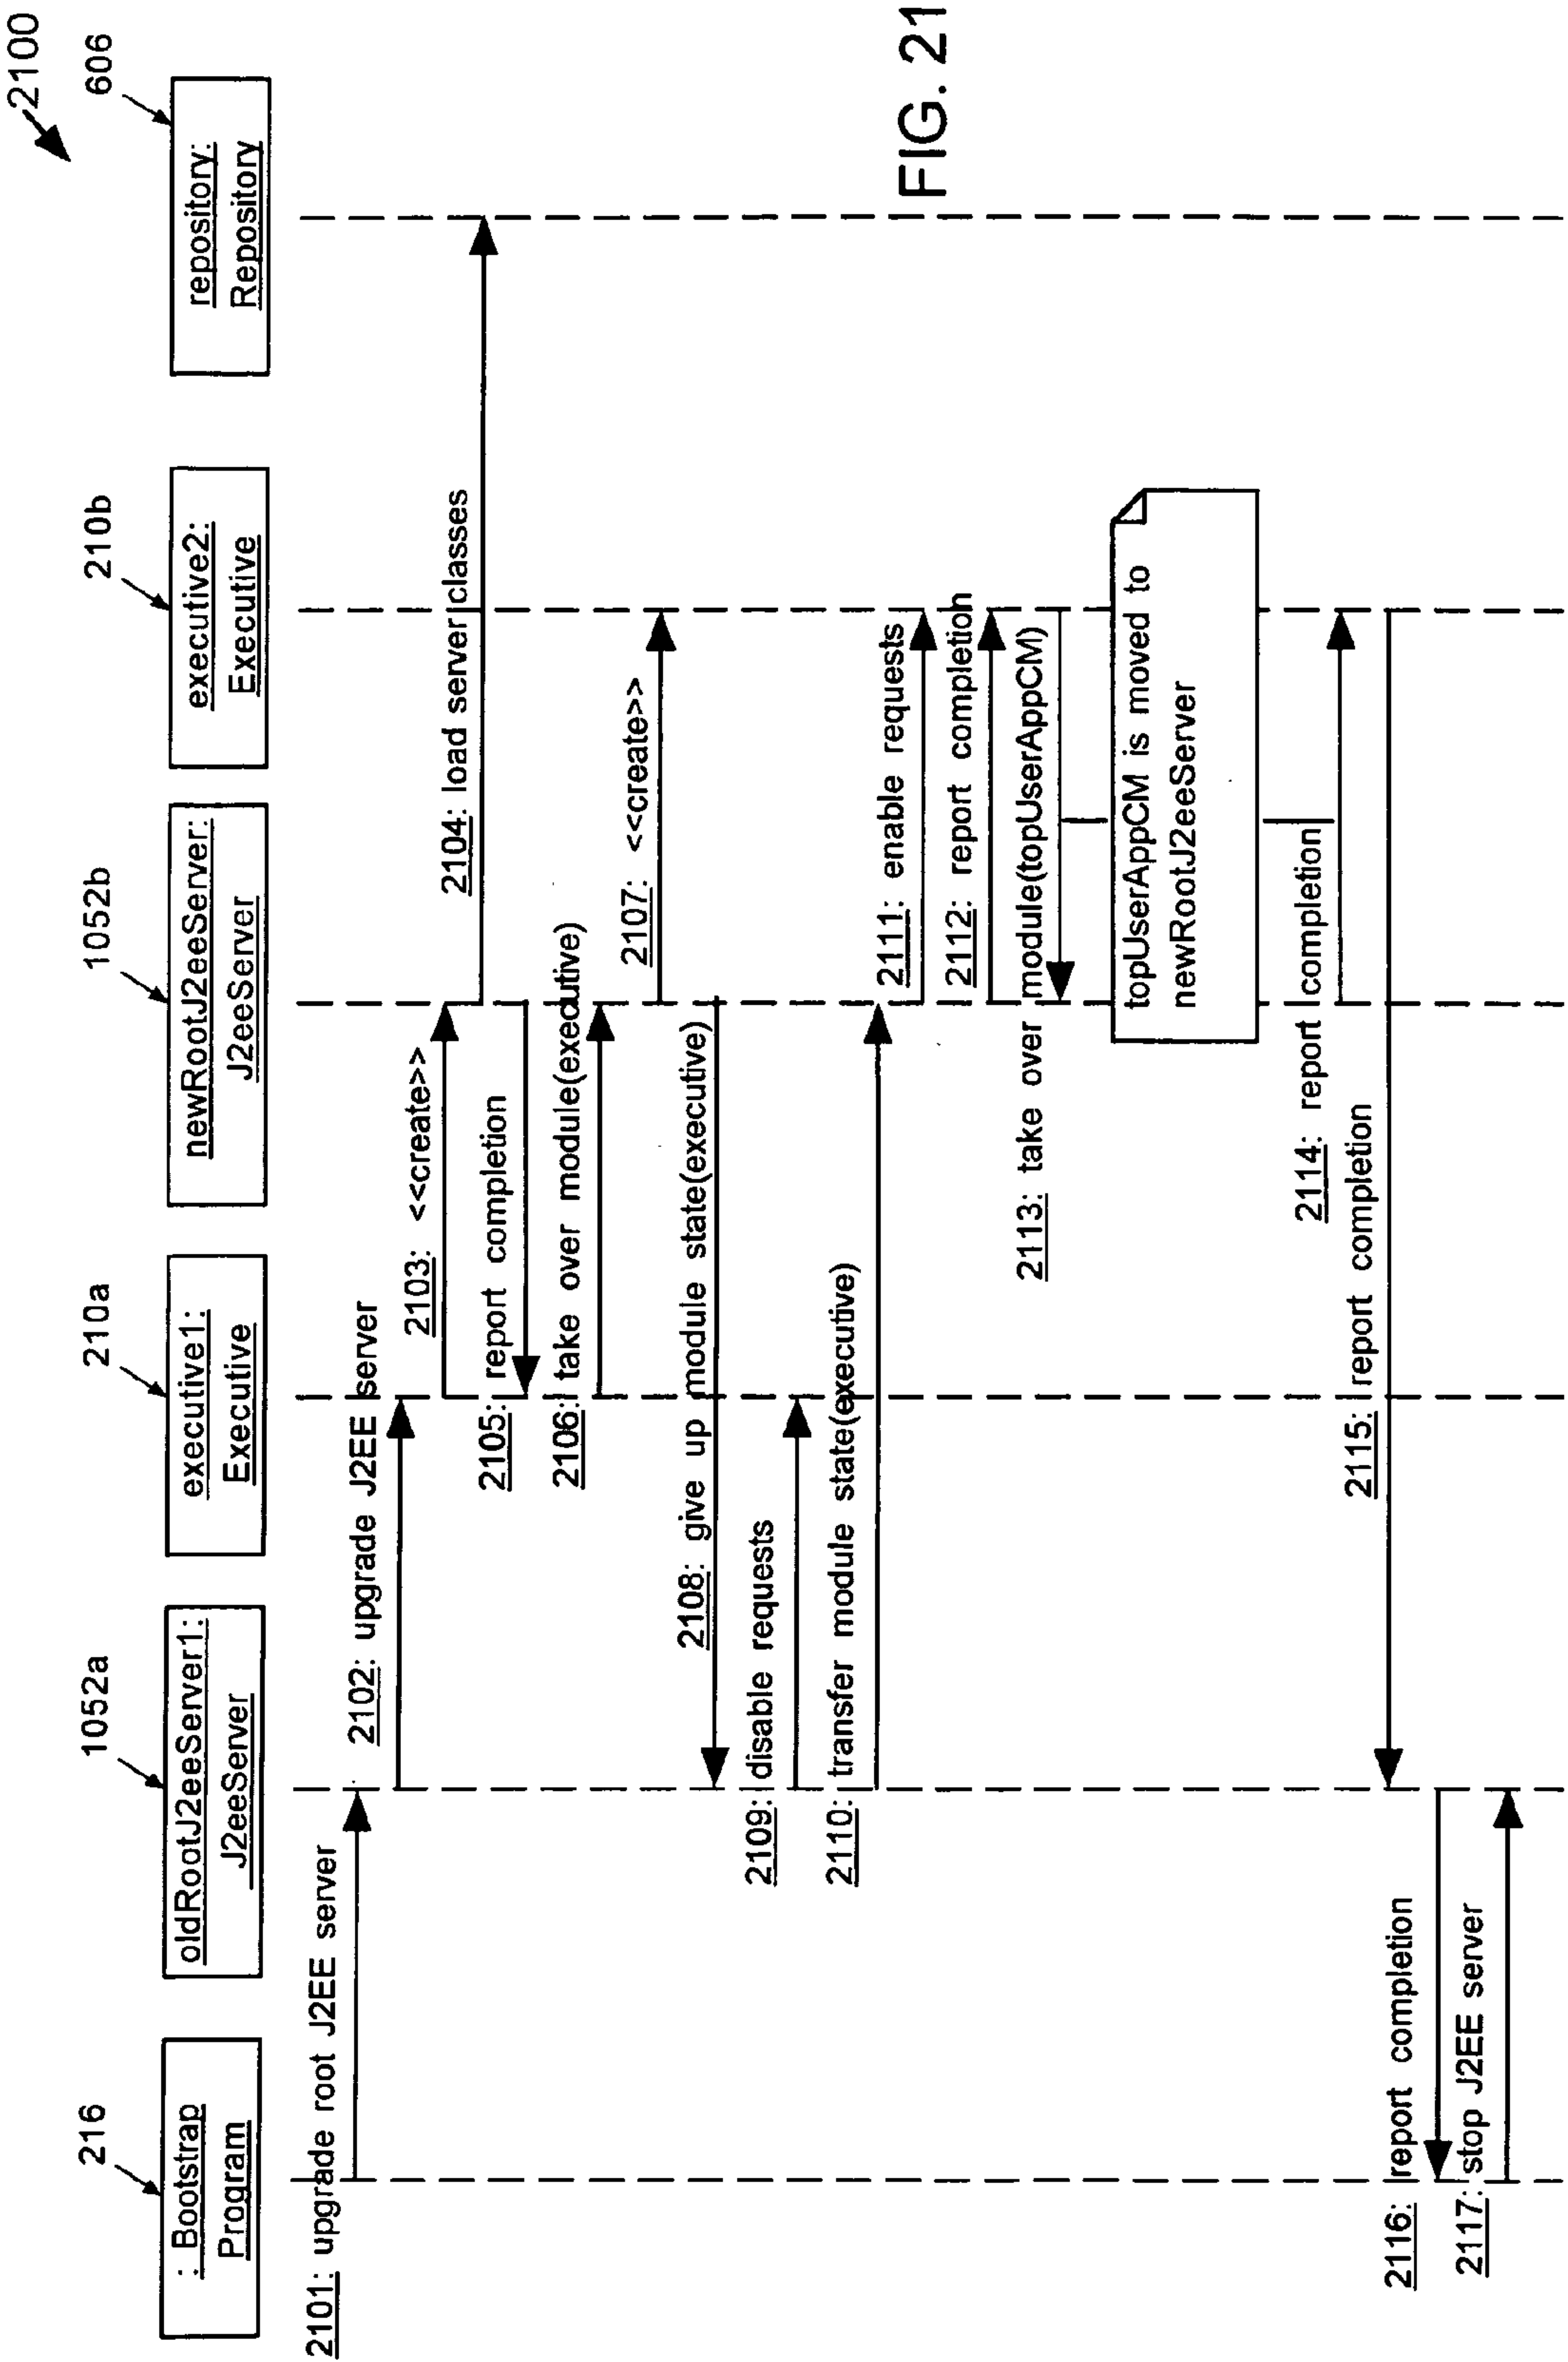 2100
216
1052a
210a
1052b
210b
606
: Bootstrap
Program
oldRootJ2eeServer1:
J2eeServer
executive1:
Executive
newRootJ2eeServer:
J2eeServer
executive2:
Executive
repository:
Repository
2101: upgrade root J2EE server
2102: upgrade J2EE server
2103: <<create>>
2104: load server classes
2105: report completion
2106: take over module(executive)
2107: <<create>>
2108: give up module state(executive)
2109: disable requests
2110: transfer module state(executive)
2111: enable requests
2112: report completion
2113: take over module(topUserAppCM)
topUserAppCM is moved to
newRootJ2eeServer
2114: report completion
2115: report completion
2116: report completion
2117: stop J2EE server
FIG. 21